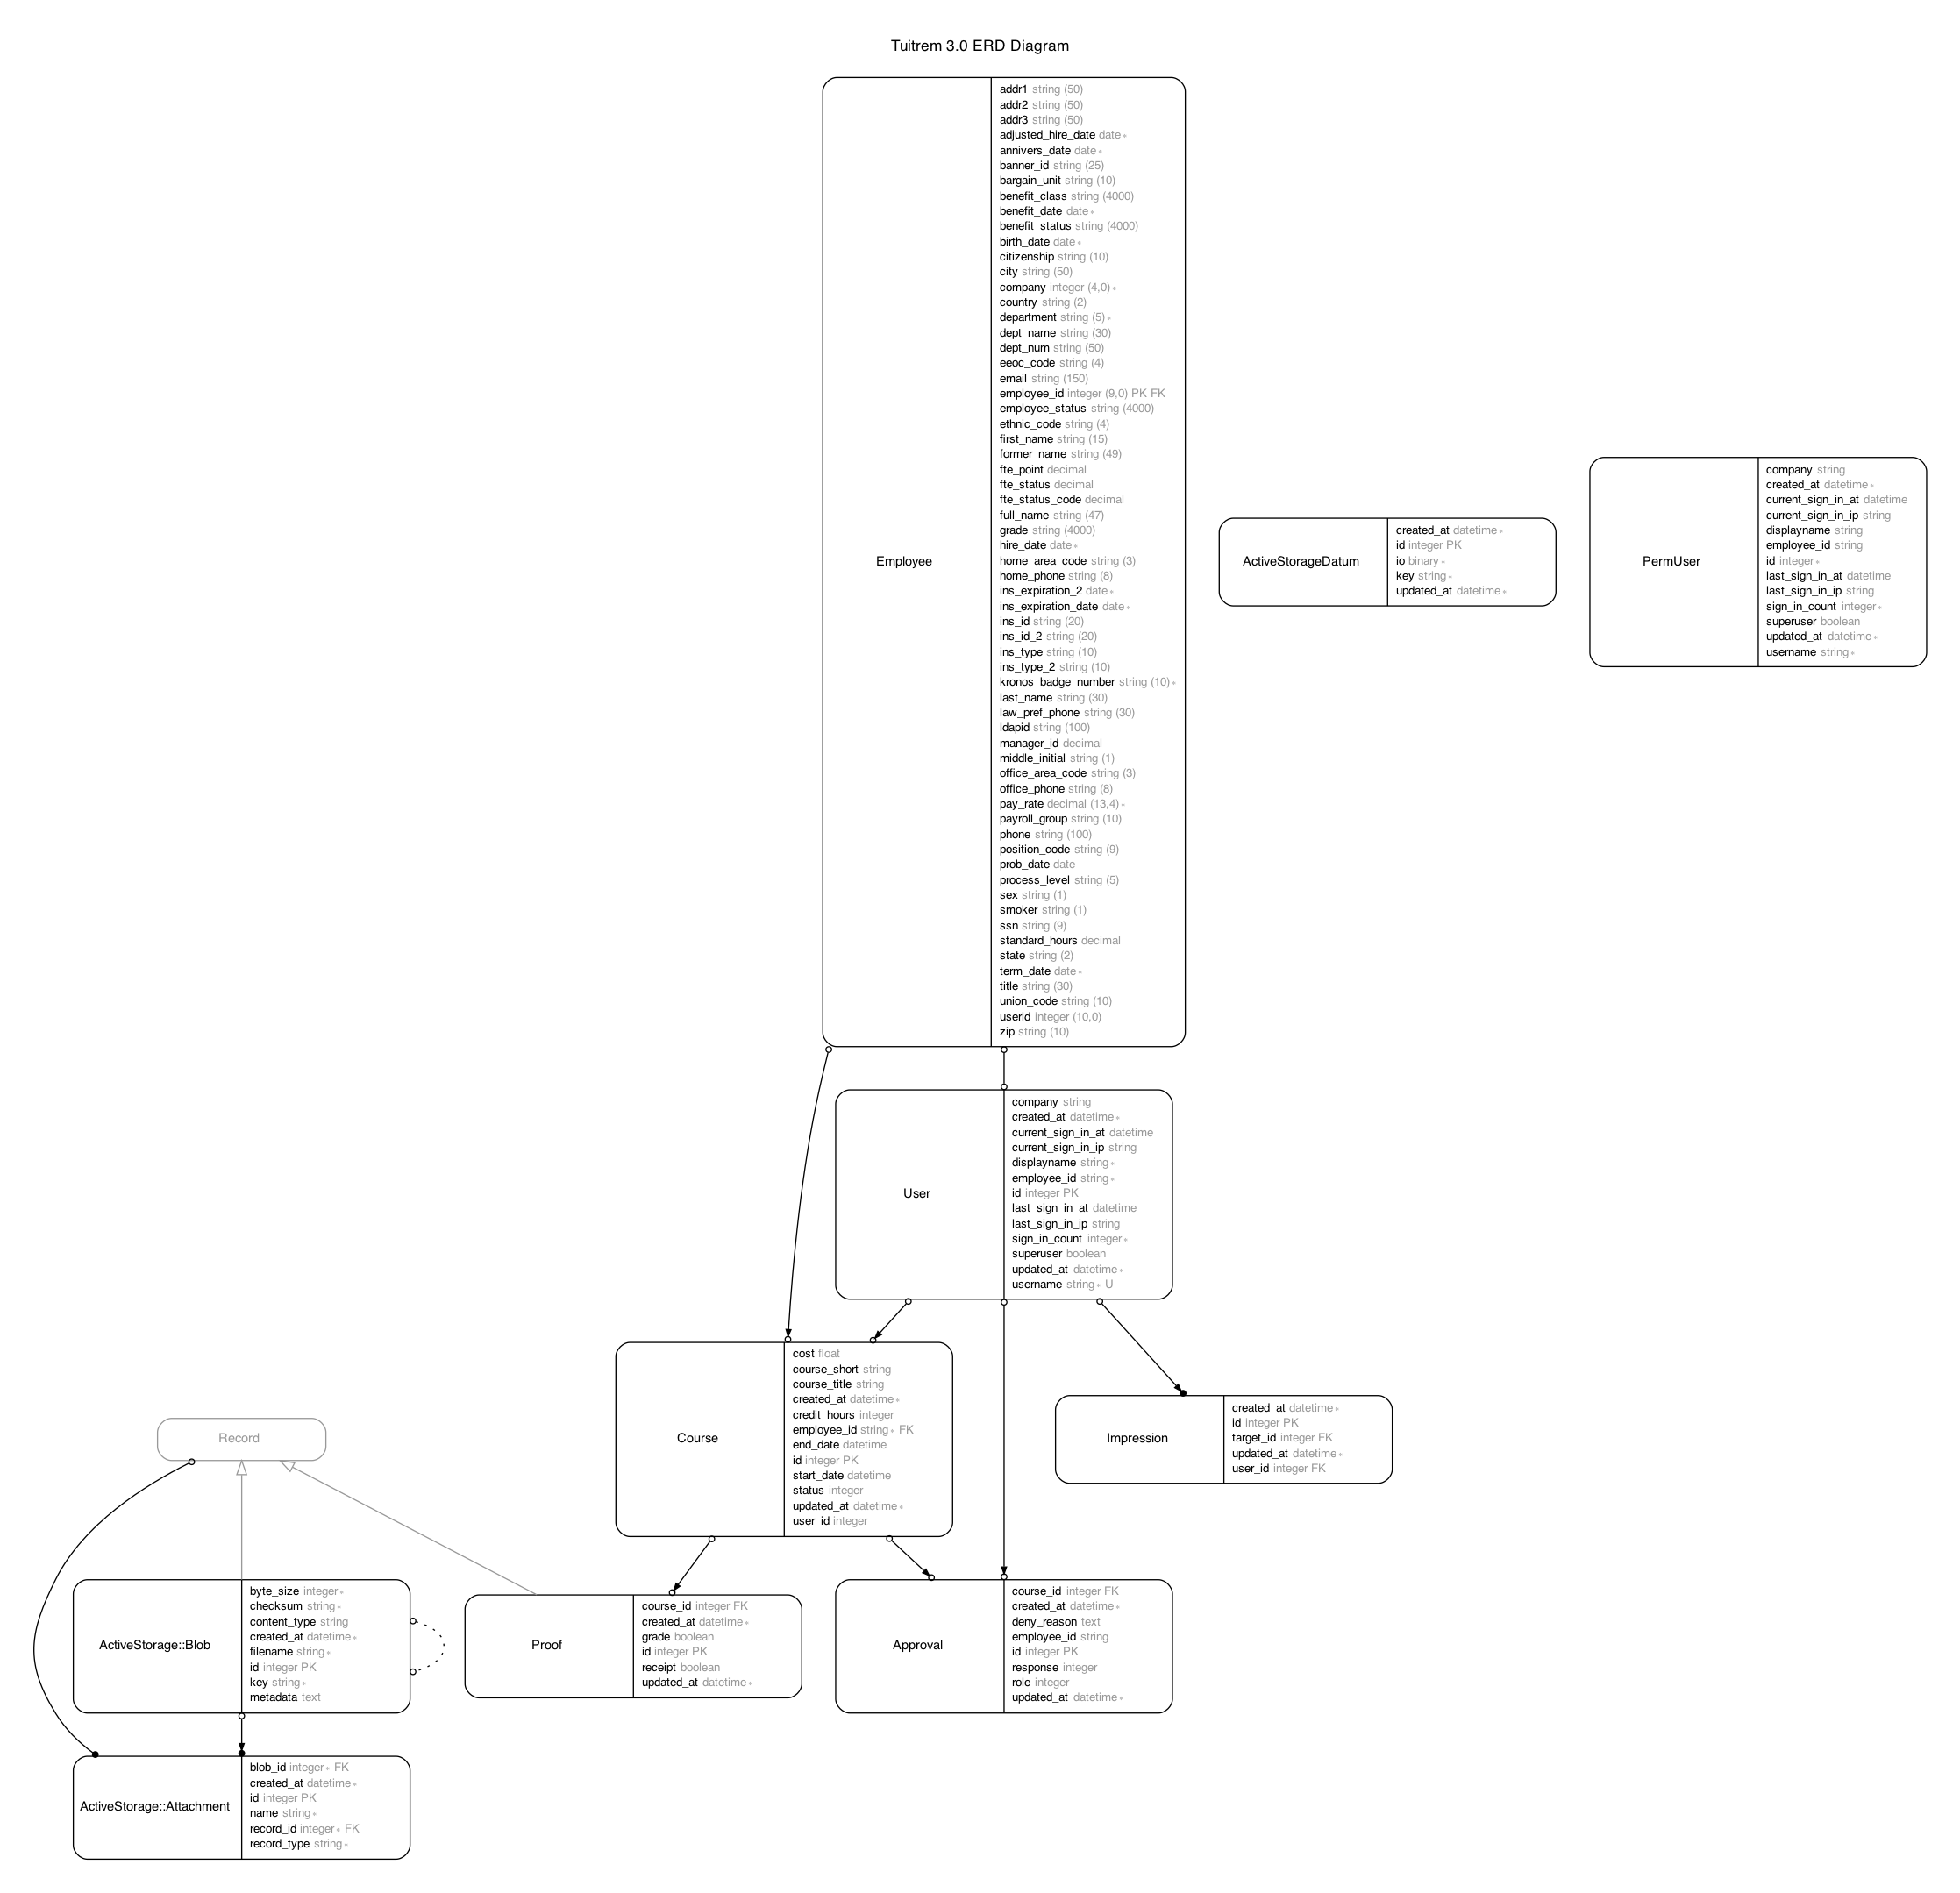 Tuitrem 3.0 ERD Diagram
Employee
addr1 string (50)
addr2 string (50)
addr3 string (50)
adjusted_hire_date date∗
annivers_date date∗
banner_id string (25)
bargain_unit string (10)
benefit_class string (4000)
benefit_date date∗
benefit_status string (4000)
birth_date date∗
citizenship string (10)
city string (50)
company integer (4,0)∗
country string (2)
department string (5)∗
dept_name string (30)
dept_num string (50)
eeoc_code string (4)
email string (150)
employee_id integer (9,0) PK FK
employee_status string (4000)
ethnic_code string (4)
first_name string (15)
former_name string (49)
fte_point decimal
fte_status decimal
fte_status_code decimal
full_name string (47)
grade string (4000)
hire_date date∗
home_area_code string (3)
home_phone string (8)
ins_expiration_2 date∗
ins_expiration_date date∗
ins_id string (20)
ins_id_2 string (20)
ins_type string (10)
ins_type_2 string (10)
kronos_badge_number string (10)∗
last_name string (30)
law_pref_phone string (30)
ldapid string (100)
manager_id decimal
middle_initial string (1)
office_area_code string (3)
office_phone string (8)
pay_rate decimal (13,4)∗
payroll_group string (10)
phone string (100)
position_code string (9)
prob_date date
process_level string (5)
sex string (1)
smoker string (1)
ssn string (9)
standard_hours decimal
state string (2)
term_date date∗
title string (30)
union_code string (10)
userid integer (10,0)
zip string (10)
ActiveStorageDatum
created_at datetime∗
id integer PK
io binary∗
key string∗
updated_at datetime∗
PermUser
company string
created_at datetime∗
current_sign_in_at datetime
current_sign_in_ip string
displayname string
employee_id string
id integer∗
last_sign_in_at datetime
last_sign_in_ip string
sign_in_count integer∗
superuser boolean
updated_at datetime∗
username string∗
User
company string
created_at datetime∗
current_sign_in_at datetime
current_sign_in_ip string
displayname string∗
employee_id string∗
id integer PK
last_sign_in_at datetime
last_sign_in_ip string
sign_in_count integer∗
superuser boolean
updated_at datetime∗
username string∗ U
Course
cost float
course_short string
course_title string
created_at datetime∗
credit_hours integer
employee_id string∗ FK
end_date datetime
id integer PK
start_date datetime
status integer
updated_at datetime∗
user_id integer
Impression
created_at datetime∗
id integer PK
target_id integer FK
updated_at datetime∗
user_id integer FK
Record
ActiveStorage::Blob
byte_size integer∗
checksum string∗
content_type string
created_at datetime∗
filename string∗
id integer PK
key string∗
metadata text
Proof
course_id integer FK
created_at datetime∗
grade boolean
id integer PK
receipt boolean
updated_at datetime∗
Approval
course_id integer FK
created_at datetime∗
deny_reason text
employee_id string
id integer PK
response integer
role integer
updated_at datetime∗
ActiveStorage::Attachment
blob_id integer∗ FK
created_at datetime∗
id integer PK
name string∗
record_id integer∗ FK
record_type string∗